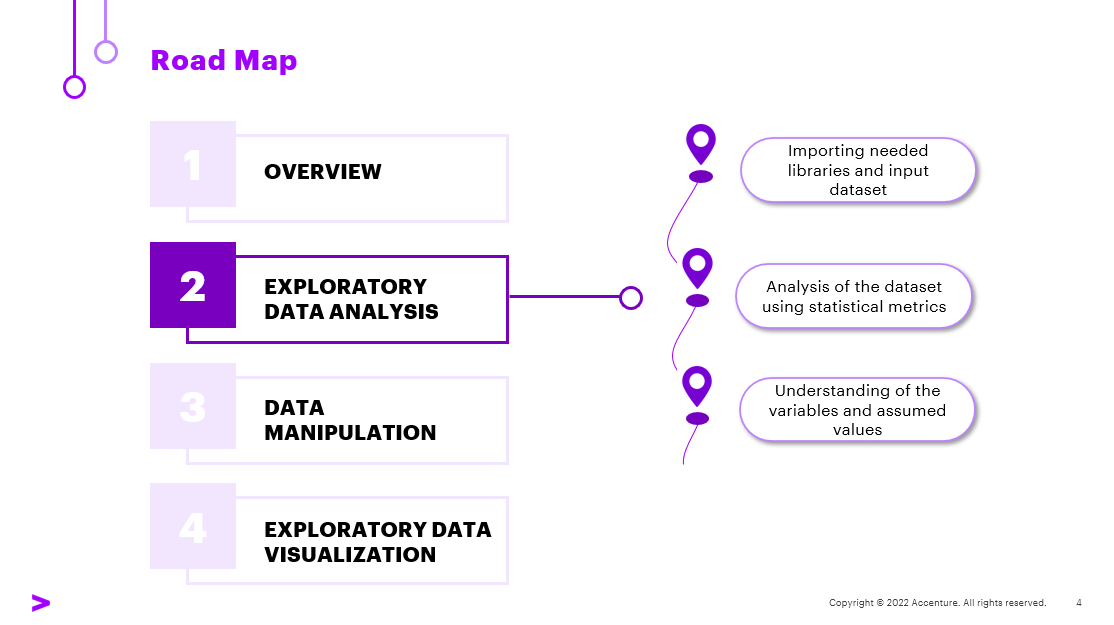 Road Map
1
OVERVIEW
2
EXPLORATORY
DATA ANALYSIS
3
DATA
MANIPULATION
4
EXPLORATORY DATA
VISUALIZATION
Importing needed
libraries and input
dataset
Analysis of the dataset
using statistical metrics
Understanding of the
variables and assumed
values
>
Copyright © 2022 Accenture. All rights reserved.
4